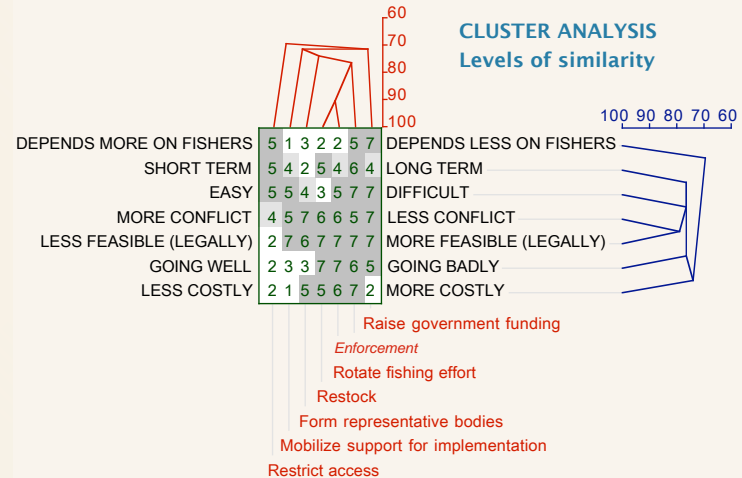 60
70
80
90
100
CLUSTER ANALYSIS
Levels of similarity
100 90 80 70 60
DEPENDS MORE ON FISHERS 5 1 3 2 2 5 7 DEPENDS LESS ON FISHERS
SHORT TERM 5 4 2 5 4 6 4 LONG TERM
EASY 5 5 4 3 5 7 7 DIFFICULT
MORE CONFLICT 4 5 7 6 6 5 7 LESS CONFLICT
LESS FEASIBLE (LEGALLY) 2 7 6 7 7 7 7 MORE FEASIBLE (LEGALLY)
GOING WELL 2 3 3 7 7 6 5 GOING BADLY
LESS COSTLY 2 1 5 5 6 7 2 MORE COSTLY
Raise government funding
Enforcement
Rotate fishing effort
Restock
Form representative bodies
Mobilize support for implementation
Restrict access